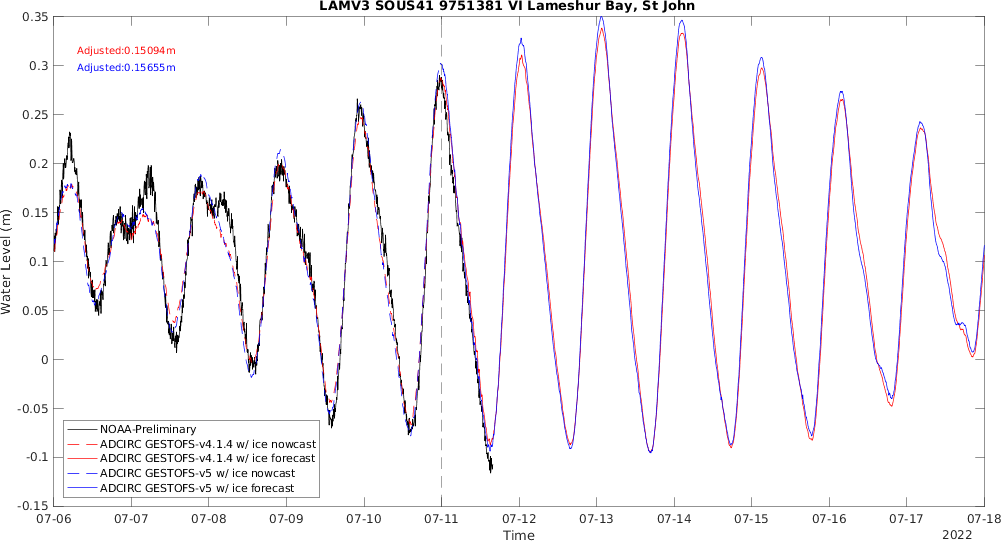 LAMV3 SOUS41 9751381 VI Lameshur Bay, St John
Adjusted:0.15094m
Adjusted:0.15655m
0.35
0.3
0.25
0.2
0.15
0.1
0.05
0
-0.05
-0.1
-0.15
Water Level (m)
NOAA-Preliminary
ADCIRC GESTOFS-v4.1.4 w/ ice nowcast
ADCIRC GESTOFS-v4.1.4 w/ ice forecast
ADCIRC GESTOFS-v5 w/ ice nowcast
ADCIRC GESTOFS-v5 w/ ice forecast
07-06 07-07 07-08 07-09 07-10 07-11 07-12 07-13 07-14 07-15 07-16 07-17 07-18
Time
2022